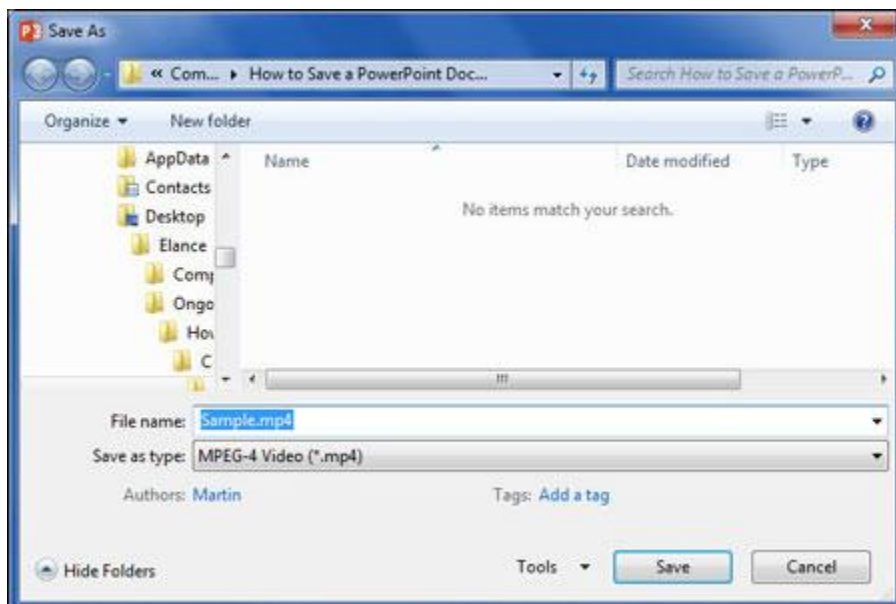 Save As
« Com... ▸ How to Save a PowerPoint Doc...
Search How to Save a PowerP...
Organize
New folder
AppData
Contacts
Desktop
Elance
Comp
Ongo
How
C
Name
Date modified
Type
No items match your search.
File name: Sample.mp4
Save as type: MPEG-4 Video (*.mp4)
Authors: Martin
Tags: Add a tag
Hide Folders
Tools
Save
Cancel